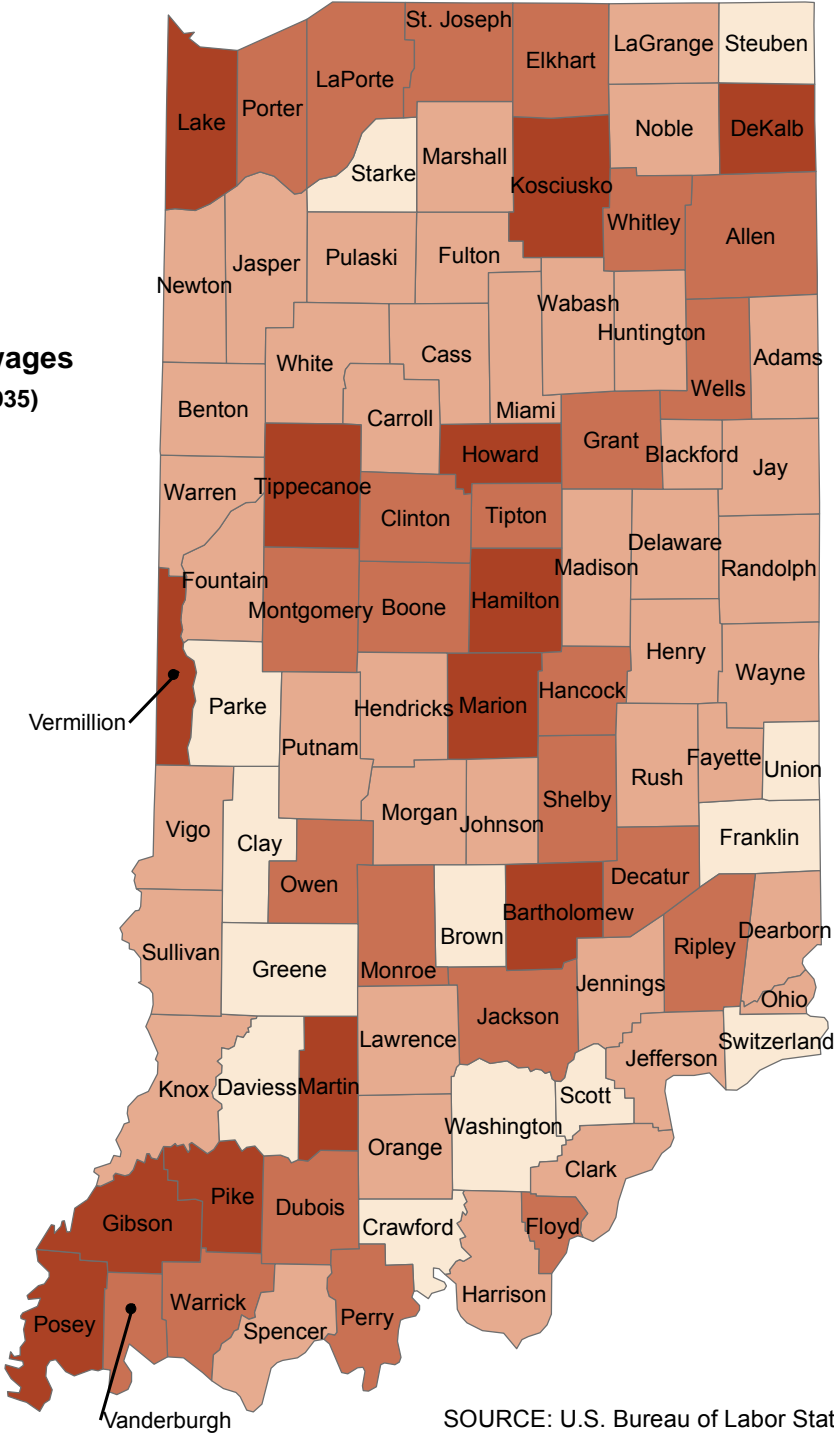 St. Joseph
LaGrange
Steuben
Elkhart
LaPorte
Porter
Lake
Noble
DeKalb
Marshall
Starke
Kosciusko
Whitley
Allen
Newton
Jasper
Pulaski
Fulton
Wabash
Huntington
wages
035)
White
Cass
Adams
Wells
Benton
Carroll
Miami
Grant
Blackford
Jay
Howard
Warren
Tippecanoe
Clinton
Tipton
Delaware
Madison
Randolph
Fountain
Montgomery
Boone
Hamilton
Henry
Wayne
Hancock
Vermillion
Parke
Hendricks
Marion
Putnam
Rush
Fayette
Union
Shelby
Vigo
Morgan
Johnson
Clay
Franklin
Owen
Decatur
Bartholomew
Brown
Dearborn
Ripley
Sullivan
Greene
Monroe
Jennings
Ohio
Jackson
Lawrence
Switzerland
Jefferson
Knox
Daviess
Martin
Scott
Washington
Orange
Clark
Pike
Dubois
Gibson
Crawford
Floyd
Harrison
Warrick
Posey
Spencer
Perry
Vanderburgh
SOURCE: U.S. Bureau of Labor Stat